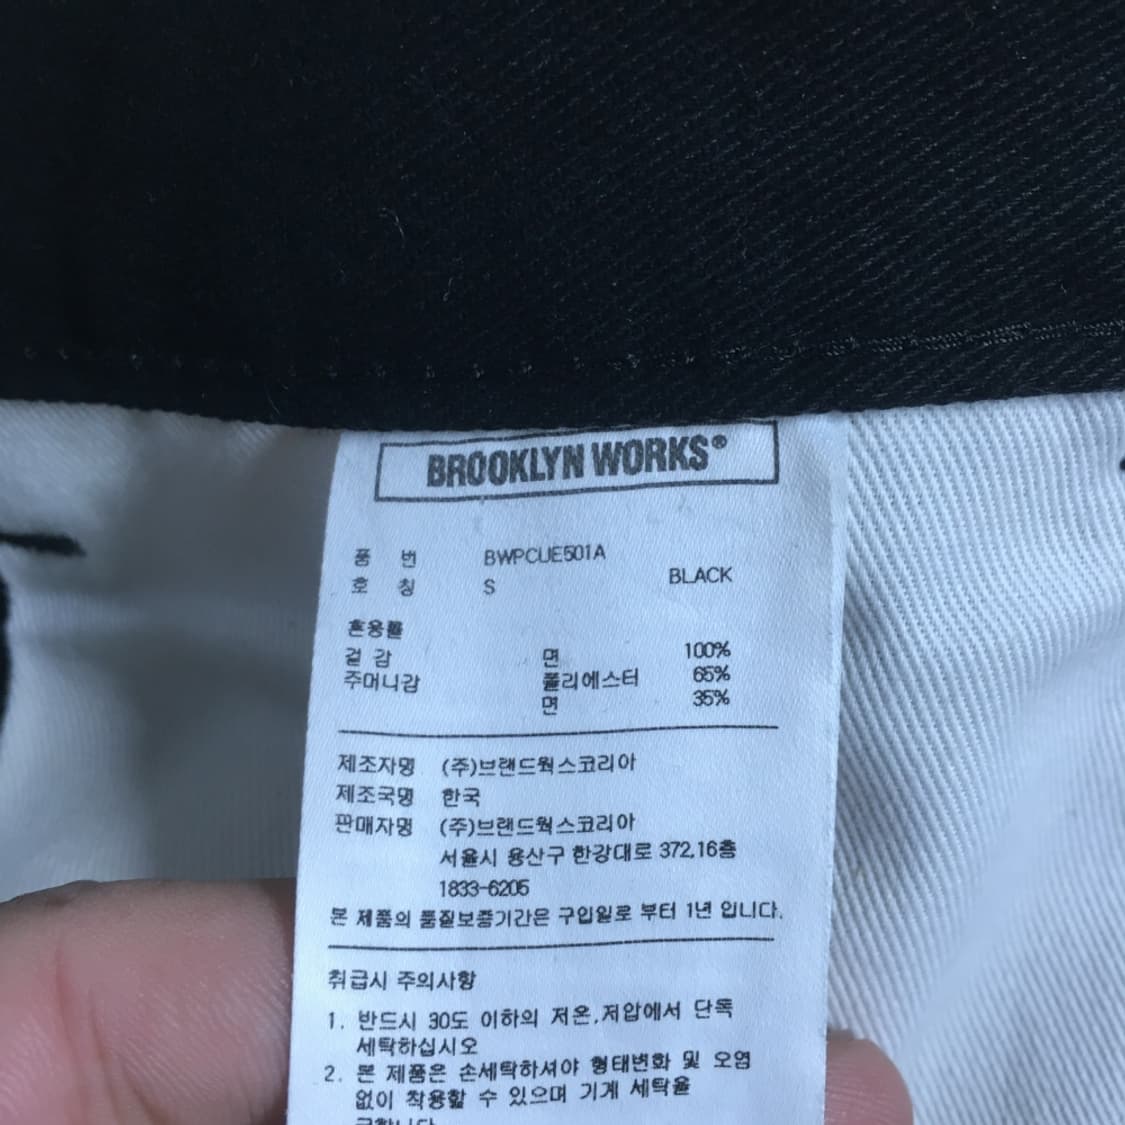 BROOKLYN WORKS®
품 번 BWPCUE501A
호 칭 S BLACK
혼용률
겉 감 면 100%
주머니감 폴리에스터 65%
면 35%
제조자명 (주)브랜드웍스코리아
제조국명 한국
판매자명 (주)브랜드웍스코리아
서울시 용산구 한강대로 372,16층
1833-6205
본 제품의 품질보증기간은 구입일로 부터 1년 입니다.
취급시 주의사항
1. 반드시 30도 이하의 저온,저압에서 단독
세탁하십시오
2. 본 제품은 손세탁하셔야 형태변화 및 오염
없이 착용할 수 있으며 기계 세탁을